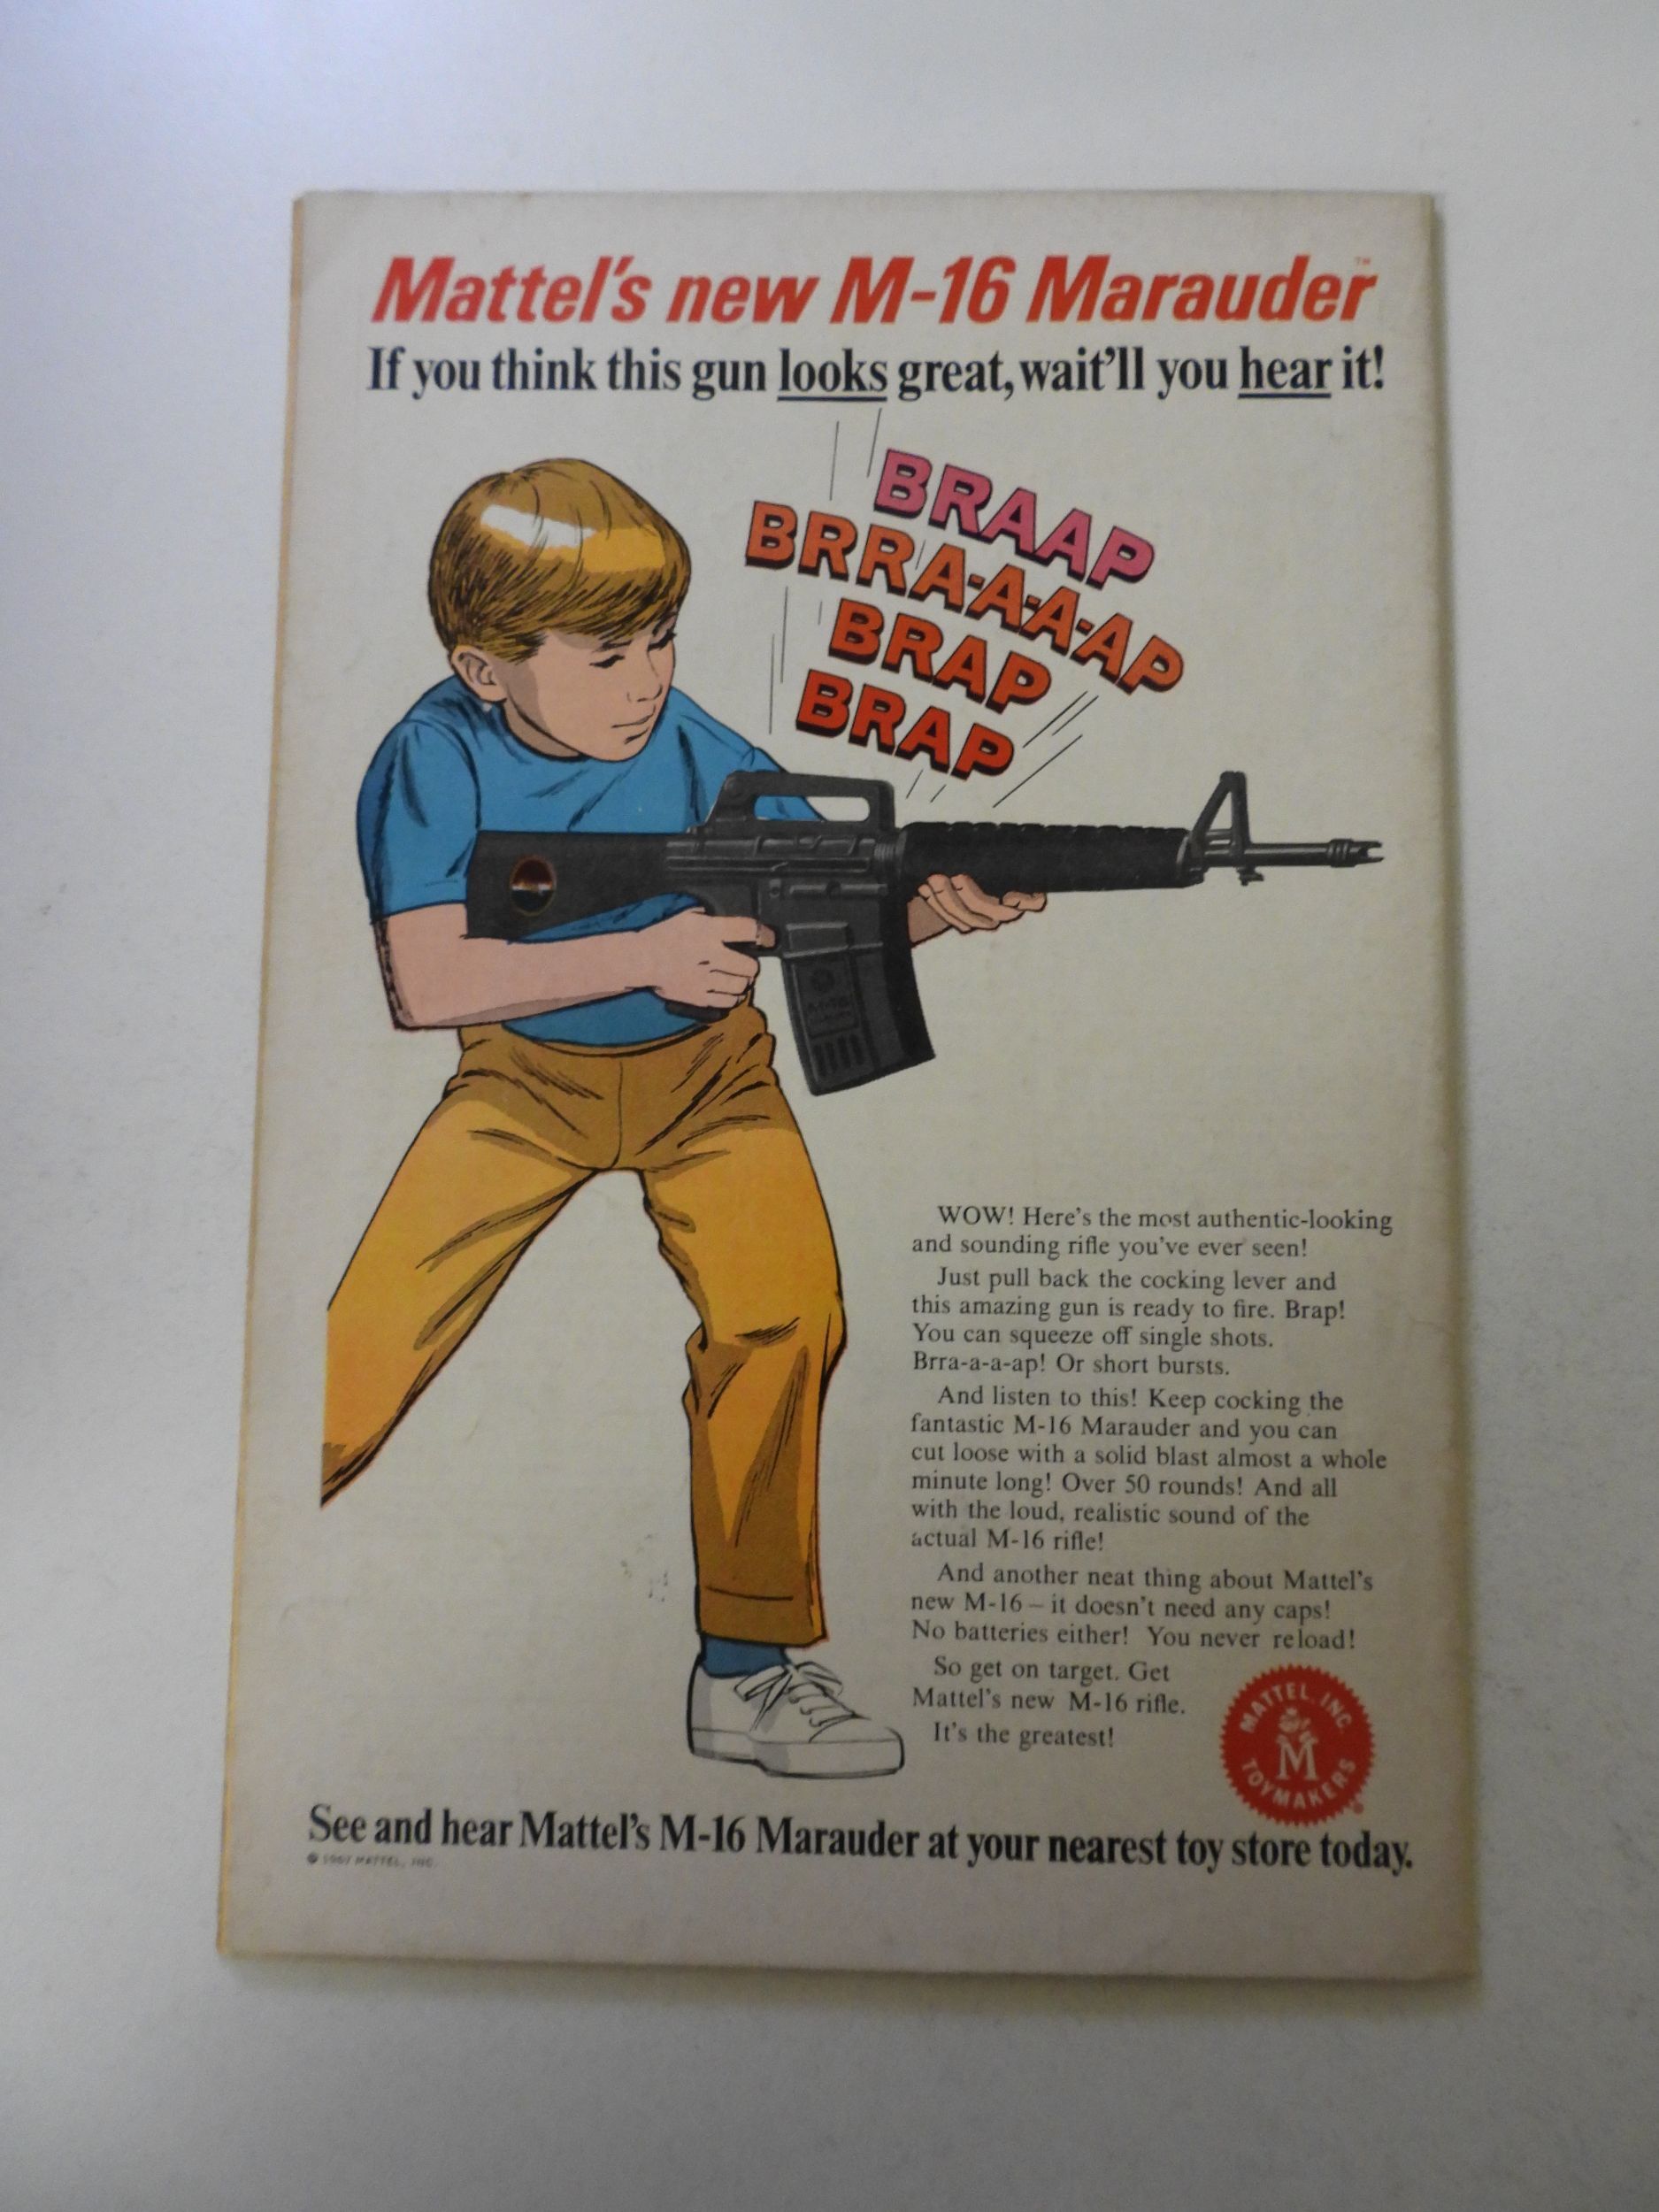 Mattel's new M-16 Marauder™
If you think this gun looks great, wait'll you hear it!
BRAAP
BRRA-A-A-AP
BRAP
BRAP
WOW! Here's the most authentic-looking
and sounding rifle you've ever seen!
Just pull back the cocking lever and
this amazing gun is ready to fire. Brap!
You can squeeze off single shots.
Brra-a-a-ap! Or short bursts.
And listen to this! Keep cocking the
fantastic M-16 Marauder and you can
cut loose with a solid blast almost a whole
minute long! Over 50 rounds! And all
with the loud, realistic sound of the
actual M-16 rifle!
And another neat thing about Mattel's
new M-16 – it doesn't need any caps!
No batteries either! You never reload!
So get on target. Get
Mattel's new M-16 rifle.
It's the greatest!
MATTEL, INC.
M
TOYMAKERS
®
See and hear Mattel's M-16 Marauder at your nearest toy store today.
© 1967 MATTEL, INC.